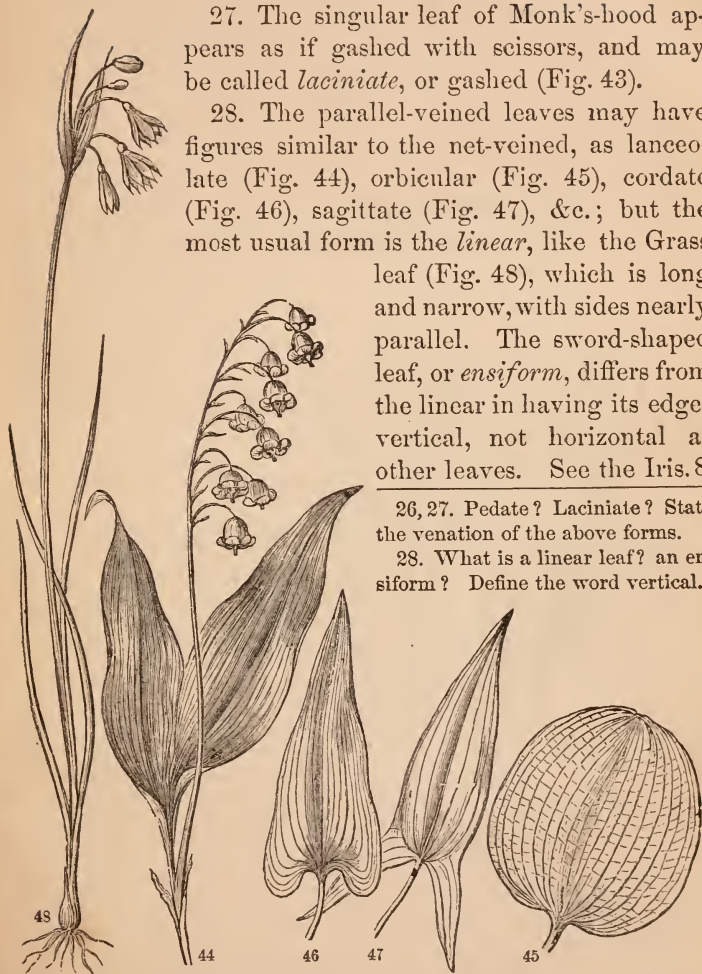 27. The singular leaf of Monk's-hood ap-
pears as if gashed with scissors, and may
be called laciniate, or gashed (Fig. 43).
28. The parallel-veined leaves may have
figures similar to the net-veined, as lanceo-
late (Fig. 44), orbicular (Fig. 45), cordate
(Fig. 46), sagittate (Fig. 47), &c.; but the
most usual form is the linear, like the Grass
leaf (Fig. 48), which is long
and narrow, with sides nearly
parallel. The sword-shaped
leaf, or ensiform, differs from
the linear in having its edge
vertical, not horizontal a
other leaves. See the Iris. 8
26, 27. Pedate? Laciniate? Stat
the venation of the above forms.
28. What is a linear leaf? an en
siform? Define the word vertical.
48
44
46
47
45